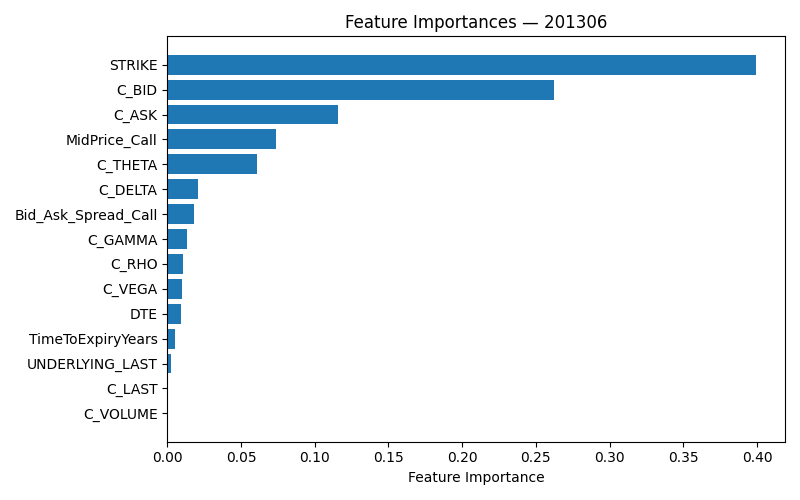 Feature Importances — 201306
STRIKE
C_BID
C_ASK
MidPrice_Call
C_THETA
C_DELTA
Bid_Ask_Spread_Call
C_GAMMA
C_RHO
C_VEGA
DTE
TimeToExpiryYears
UNDERLYING_LAST
C_LAST
C_VOLUME
0.00 0.05 0.10 0.15 0.20 0.25 0.30 0.35 0.40
Feature Importance